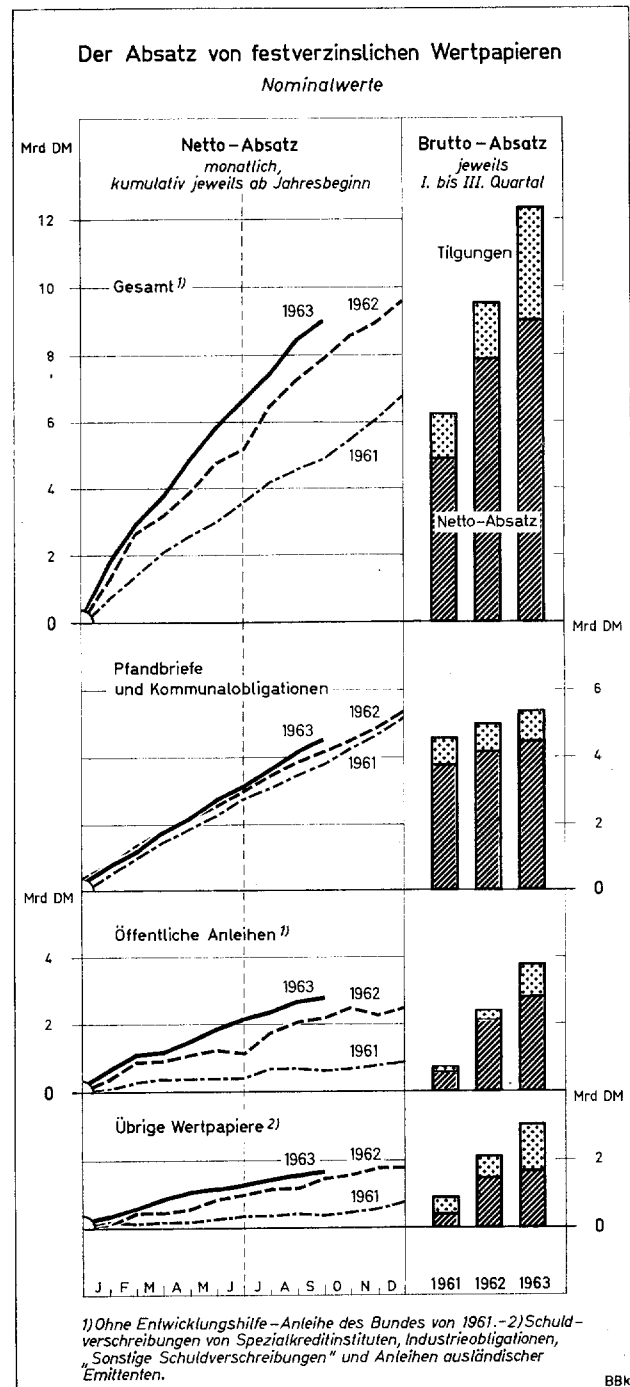 Der Absatz von festverzinslichen Wertpapieren
Nominalwerte
Mrd DM
Netto-Absatz
monatlich,
kumulativ jeweils ab Jahresbeginn
Brutto-Absatz
jeweils
I. bis III. Quartal
12
10
8
6
4
2
0
Gesamt 1)
1963
1962
1961
Tilgungen
Netto-Absatz
Mrd DM
Pfandbriefe
und Kommunalobligationen
1963
1962
1961
6
4
2
0
Mrd DM
Öffentliche Anleihen 1)
4
2
0
1963
1962
1961
Mrd DM
Übrige Wertpapiere 2)
1963
1962
1961
2
0
J F M A M J J A S O N D
1961 1962 1963
1) Ohne Entwicklungshilfe-Anleihe des Bundes von 1961.-2) Schuld-
verschreibungen von Spezialkreditinstituten, Industrieobligationen,
„Sonstige Schuldverschreibungen" und Anleihen ausländischer
Emittenten.
BBk